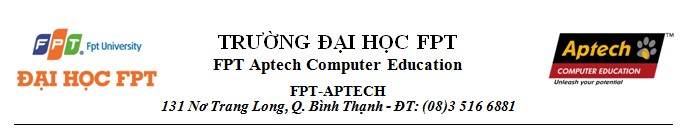 FPT Fpt University
ĐẠI HỌC FPT
TRƯỜNG ĐẠI HỌC FPT
FPT Aptech Computer Education
FPT-APTECH
131 Nơ Trang Long, Q. Bình Thạnh - ĐT: (08)3 516 6881
Aptech TM
COMPUTER EDUCATION
Unleash your potential